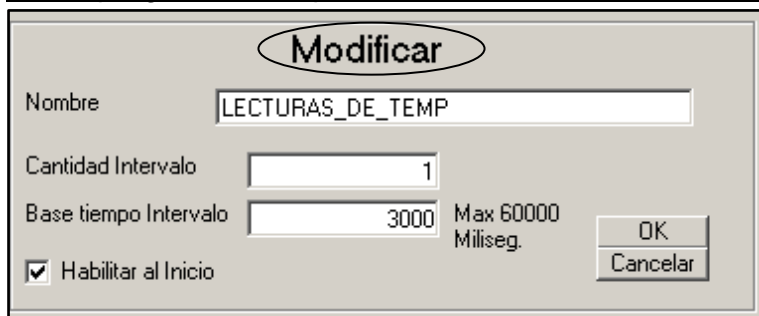 Modificar
Nombre LECTURAS_DE_TEMP
Cantidad Intervalo 1
Base tiempo Intervalo 3000 Max 60000
Miliseg.
OK
Habilitar al Inicio
Cancelar